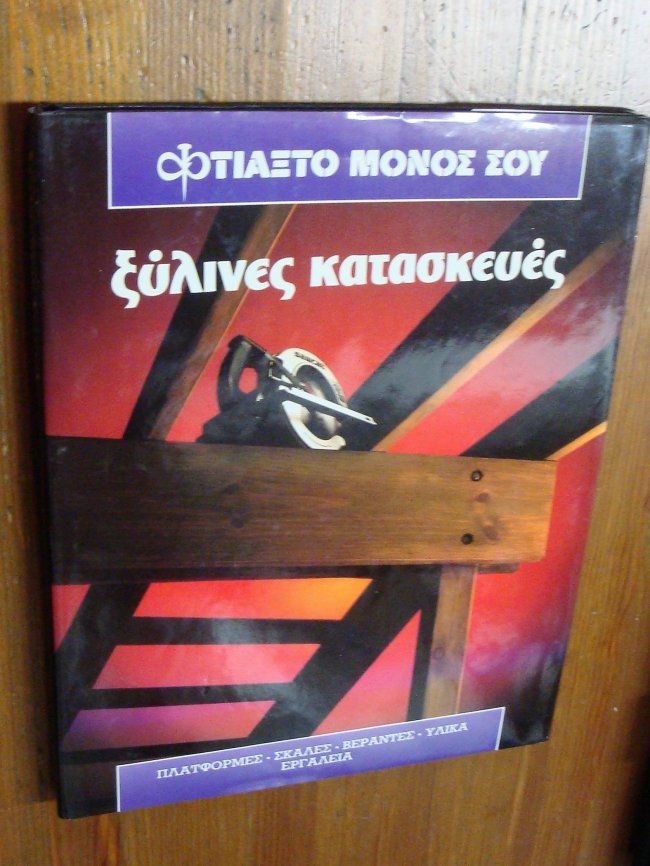 ΦΤΙΑΞΤΟ ΜΟΝΟΣ ΣΟΥ
ξύλινες κατασκευές
ΠΛΑΤΦΟΡΜΕΣ · ΣΚΑΛΕΣ · ΒΕΡΑΝΤΕΣ · ΥΛΙΚΑ
ΕΡΓΑΛΕΙΑ